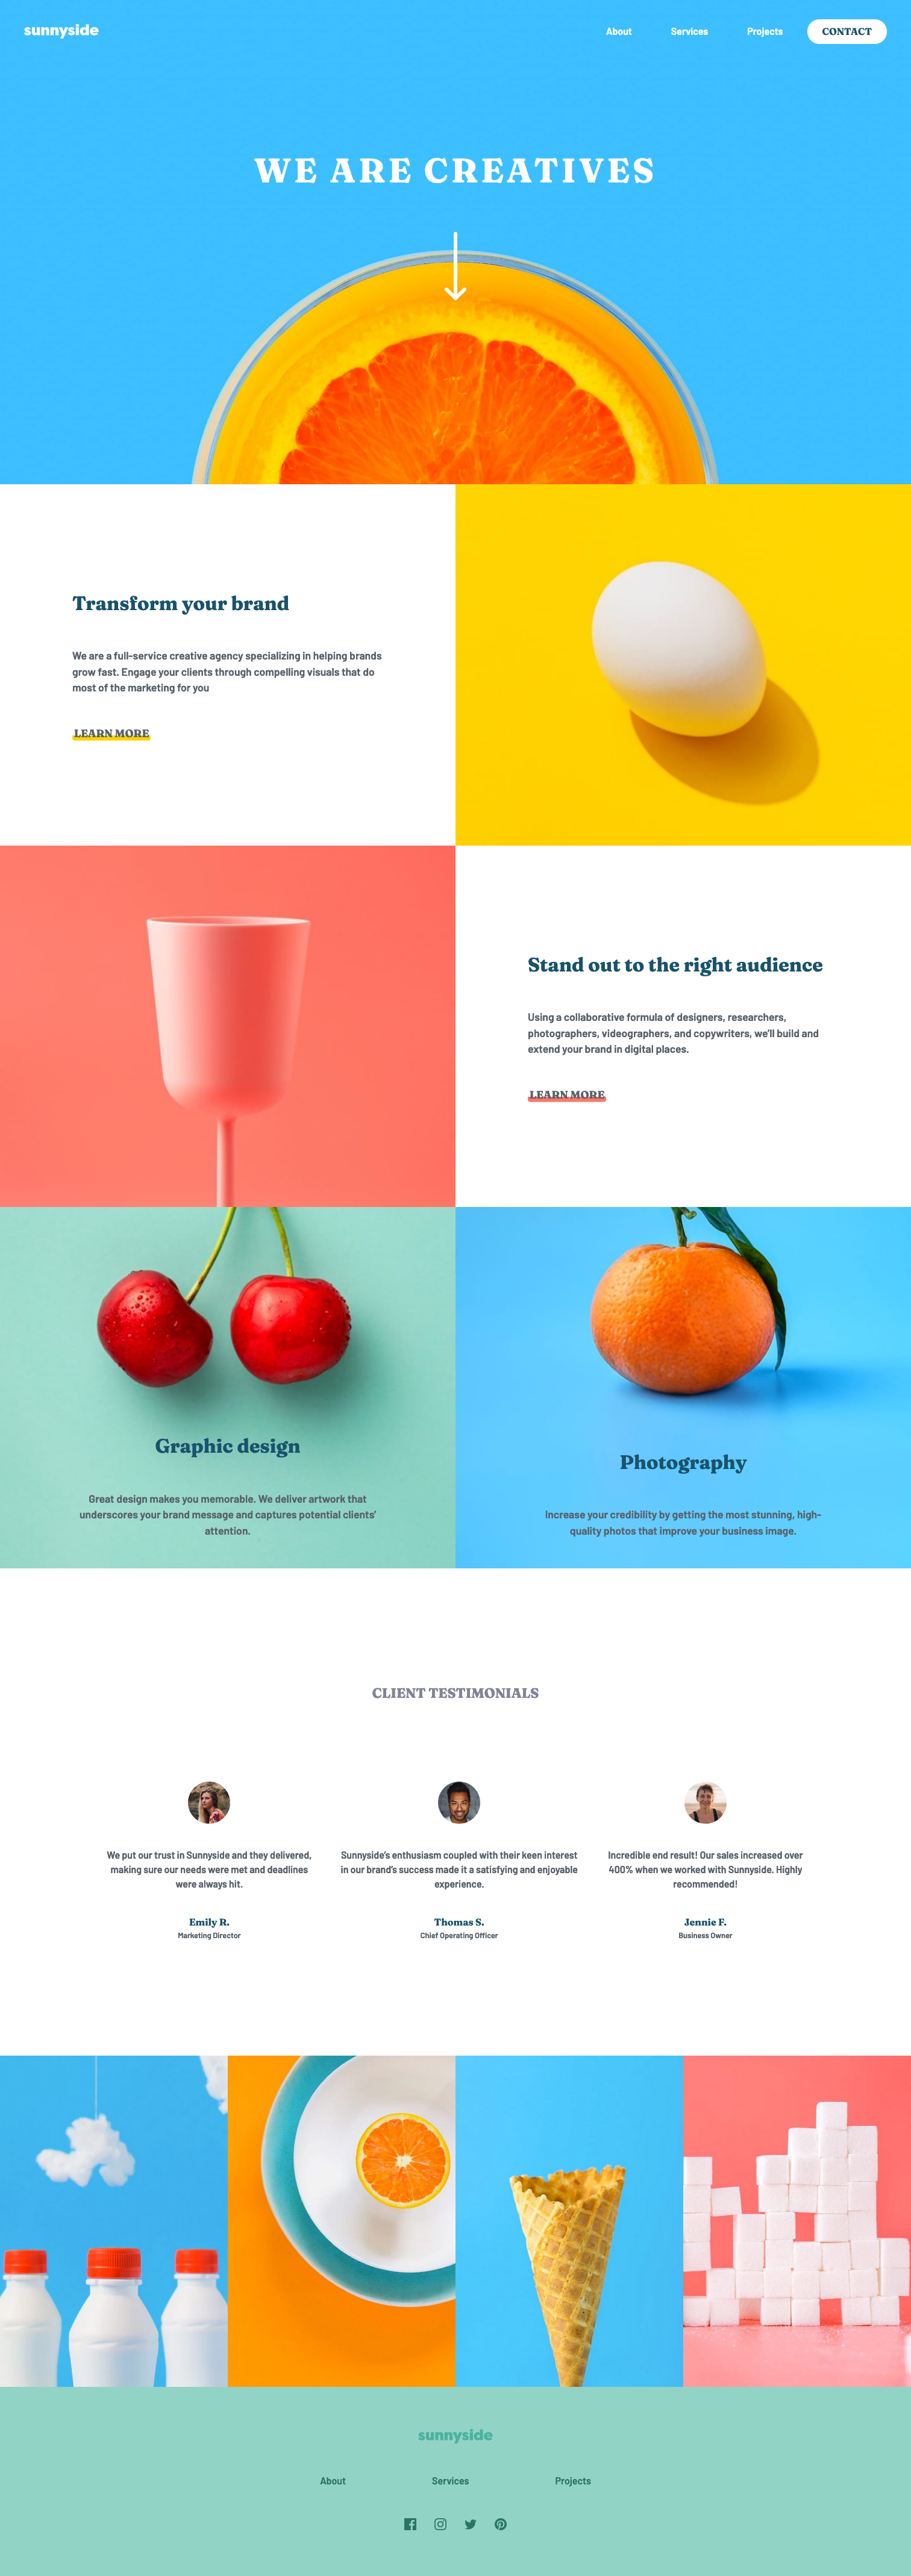 sunnyside
About Services Projects CONTACT
WE ARE CREATIVES
Transform your brand
We are a full-service creative agency specializing in helping brands
grow fast. Engage your clients through compelling visuals that do
most of the marketing for you
LEARN MORE
Stand out to the right audience
Using a collaborative formula of designers, researchers,
photographers, videographers, and copywriters, we'll build and
extend your brand in digital places.
LEARN MORE
Graphic design
Great design makes you memorable. We deliver artwork that
underscores your brand message and captures potential clients'
attention.
Photography
Increase your credibility by getting the most stunning, high-
quality photos that improve your business image.
CLIENT TESTIMONIALS
We put our trust in Sunnyside and they delivered,
making sure our needs were met and deadlines
were always hit.
Emily R.
Marketing Director
Sunnyside's enthusiasm coupled with their keen interest
in our brand's success made it a satisfying and enjoyable
experience.
Thomas S.
Chief Operating Officer
Incredible end result! Our sales increased over
400% when we worked with Sunnyside. Highly
recommended!
Jennie F.
Business Owner
sunnyside
About Services Projects